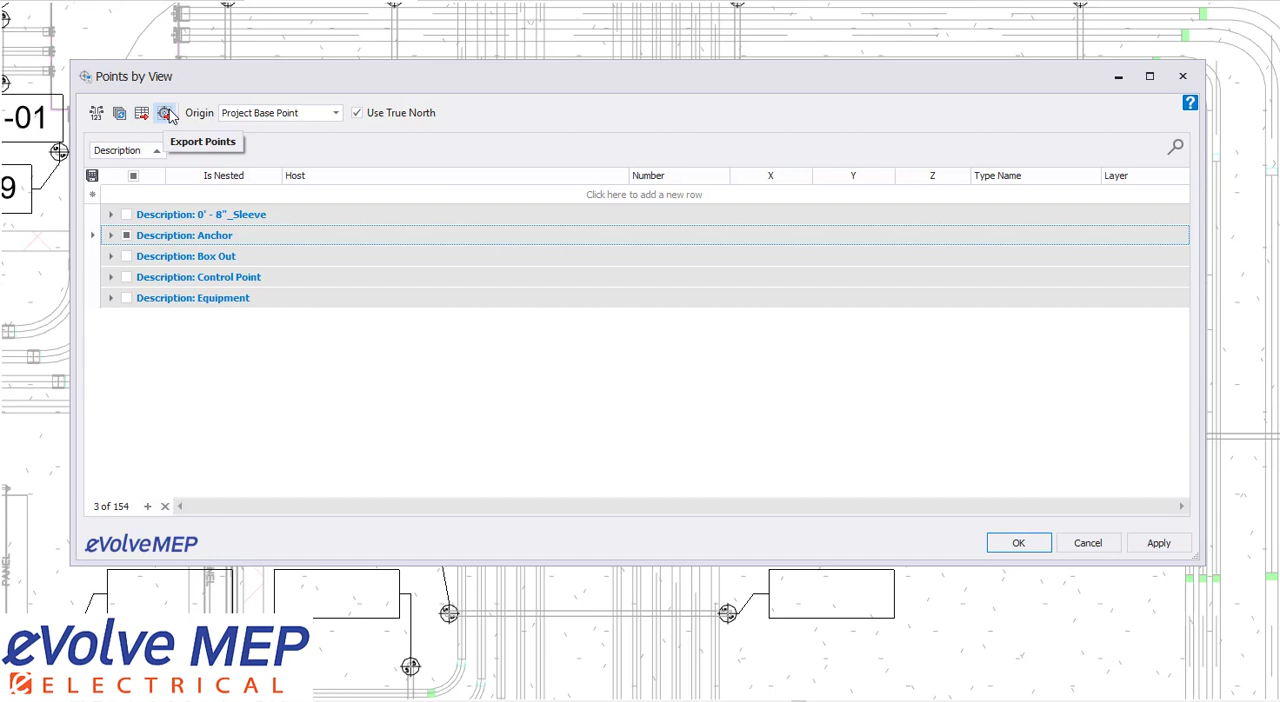 Points by View
-01
9
Origin
Project Base Point
Use True North
Export Points
Description
Is Nested
Host
Number
X
Y
Z
Type Name
Layer
Click here to add a new row
Description: 0' - 8"_Sleeve
Description: Anchor
Description: Box Out
Description: Control Point
Description: Equipment
3 of 154
eVolveMEP
OK
Cancel
Apply
PANEL
PANEL
eVolve MEP
ELECTRICAL